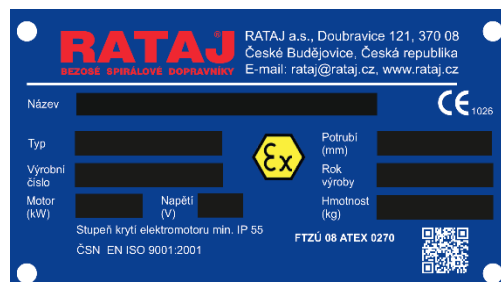 RATAJ®
BEZOSÉ SPIRÁLOVÉ DOPRAVNÍKY
RATAJ a.s., Doubravice 121, 370 08
České Budějovice, Česká republika
E-mail: rataj@rataj.cz, www.rataj.cz
Název
CE 1026
Typ
Výrobní
číslo
Motor
(kW)
Napětí
(V)
Ex
Potrubí
(mm)
Rok
výroby
Hmotnost
(kg)
Stupeň krytí elektromotoru min. IP 55
ČSN EN ISO 9001:2001
FTZÚ 08 ATEX 0270